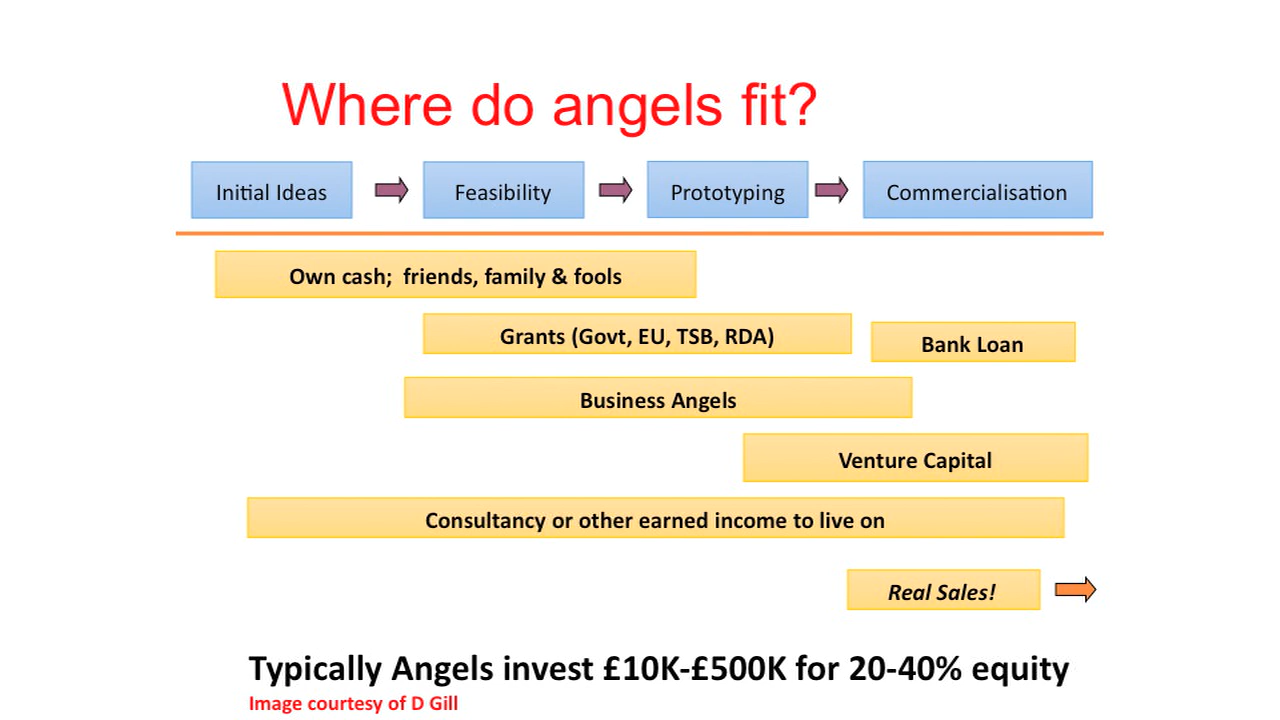 Where do angels fit?
Initial Ideas
Feasibility
Prototyping
Commercialisation
Own cash;  friends, family & fools
Grants (Govt, EU, TSB, RDA)
Bank Loan
Business Angels
Venture Capital
Consultancy or other earned income to live on
Real Sales!
Typically Angels invest £10K-£500K for 20-40% equity
Image courtesy of D Gill